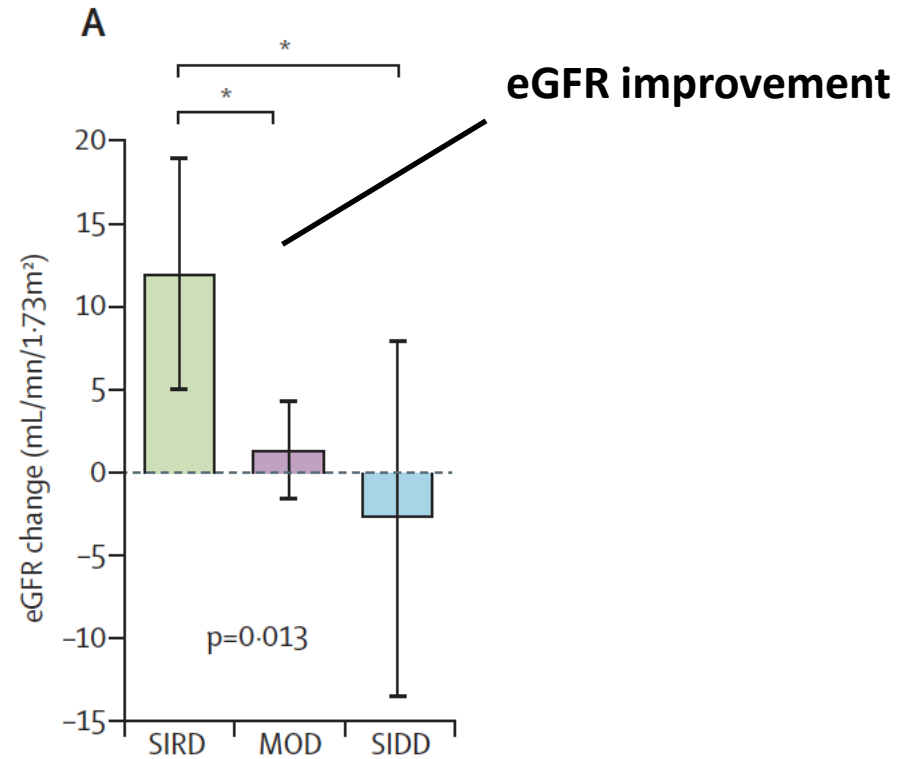 A
*
*
eGFR improvement
eGFR change (mL/mn/1·73m²)
20
15
10
5
0
–5
–10
–15
p=0·013
SIRD MOD SIDD